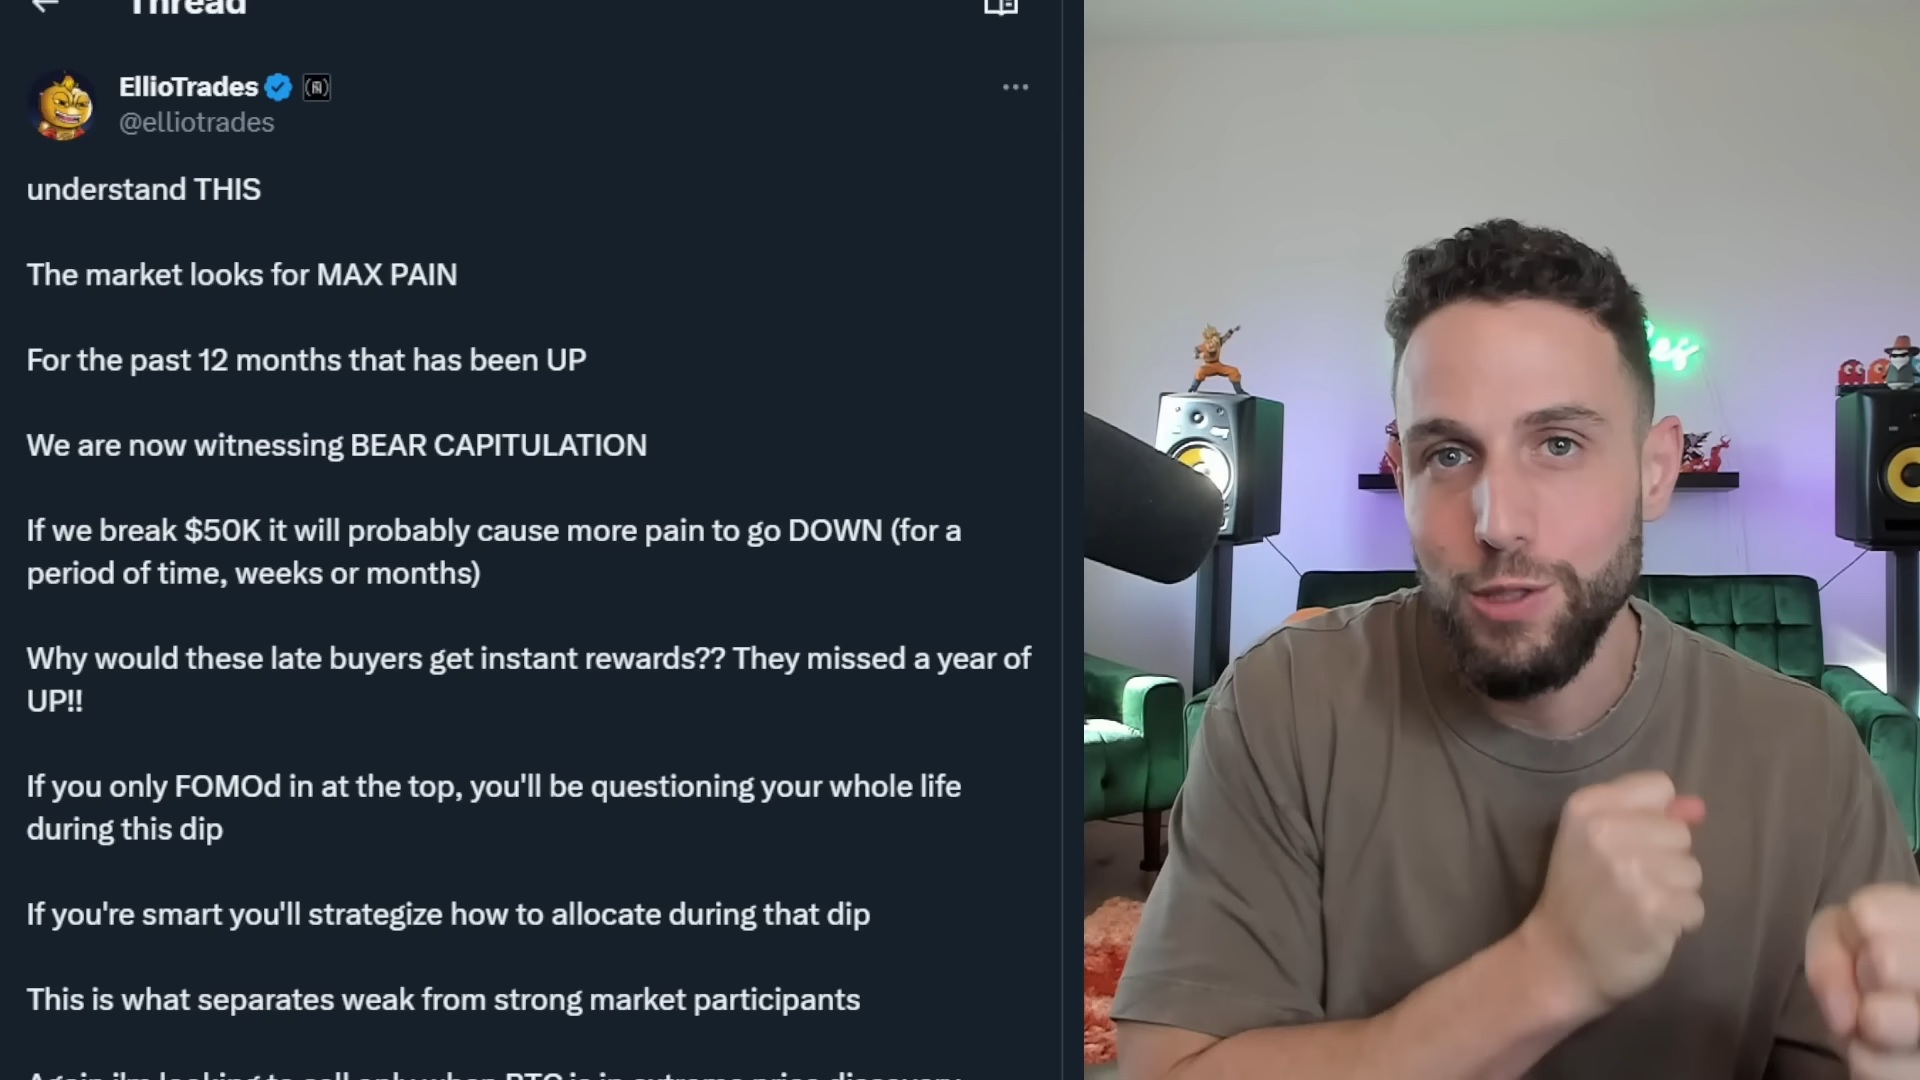 Thread
EllioTrades
@elliotrades
understand THIS
The market looks for MAX PAIN
For the past 12 months that has been UP
We are now witnessing BEAR CAPITULATION
If we break $50K it will probably cause more pain to go DOWN (for a
period of time, weeks or months)
Why would these late buyers get instant rewards?? They missed a year of
UP!!
If you only FOMOd in at the top, you'll be questioning your whole life
during this dip
If you're smart you'll strategize how to allocate during that dip
This is what separates weak from strong market participants